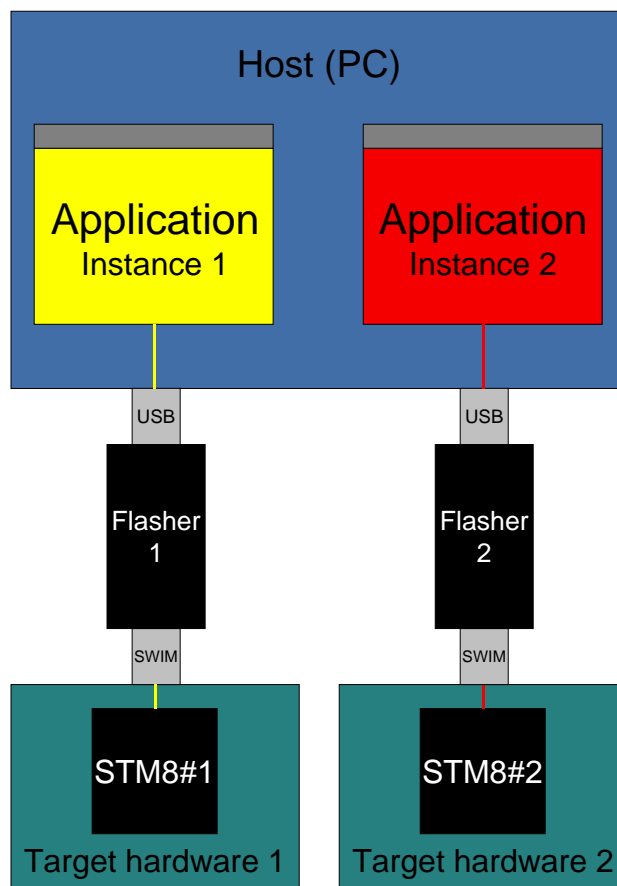 Host (PC)
Application
Instance 1
Application
Instance 2
USB
USB
Flasher
1
Flasher
2
SWIM
SWIM
STM8#1
STM8#2
Target hardware 1
Target hardware 2